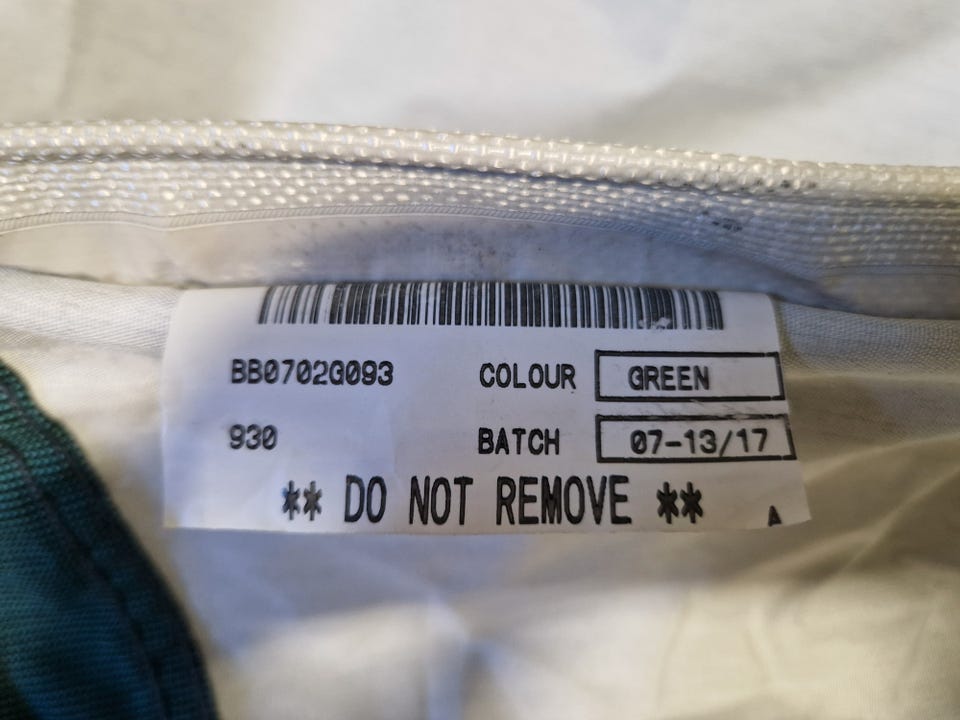 BB0702G093 COLOUR GREEN
930 BATCH 07-13/17
** DO NOT REMOVE ** A